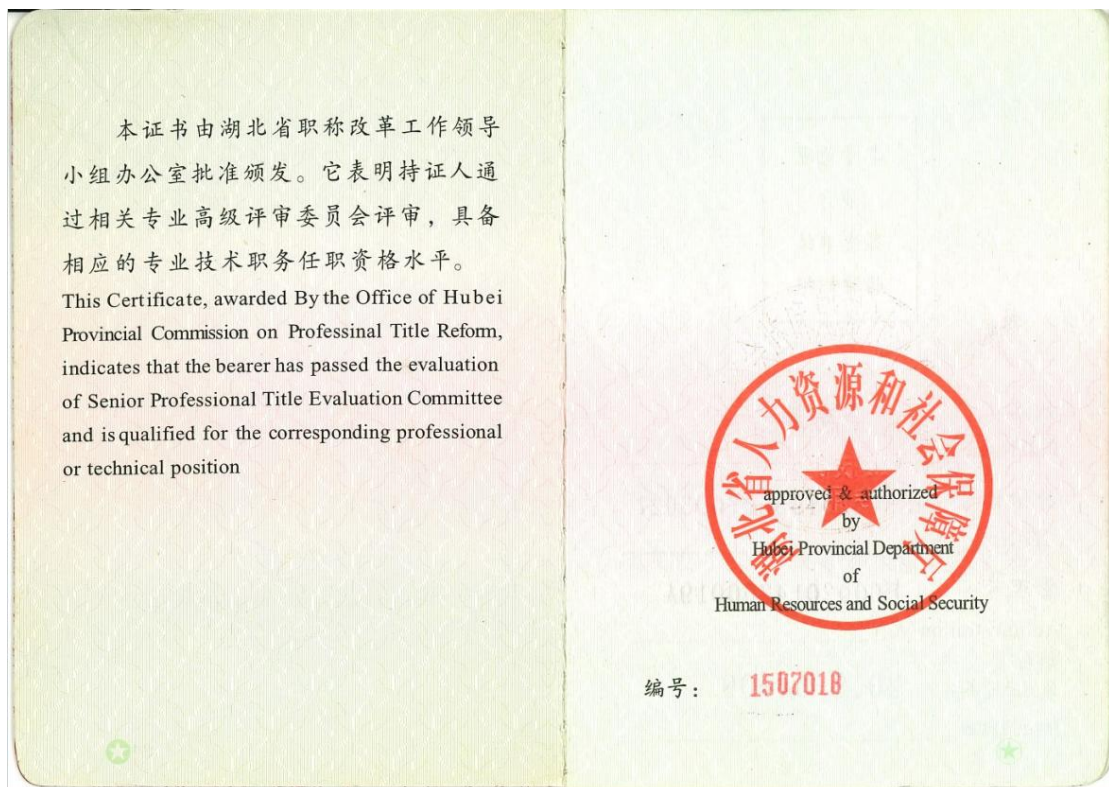 本证书由湖北省职称改革工作领导
小组办公室批准颁发。它表明持证人通
过相关专业高级评审委员会评审，具备
相应的专业技术职务任职资格水平。
This Certificate, awarded By the Office of Hubei
Provincial Commission on Professinal Title Reform,
indicates that the bearer has passed the evaluation
of Senior Professional Title Evaluation Committee
and is qualified for the corresponding professional
or technical position
湖北省人力资源和社会保障厅
approved & authorized
by
Hubei Provincial Department
of
Human Resources and Social Security
编号： 1507018